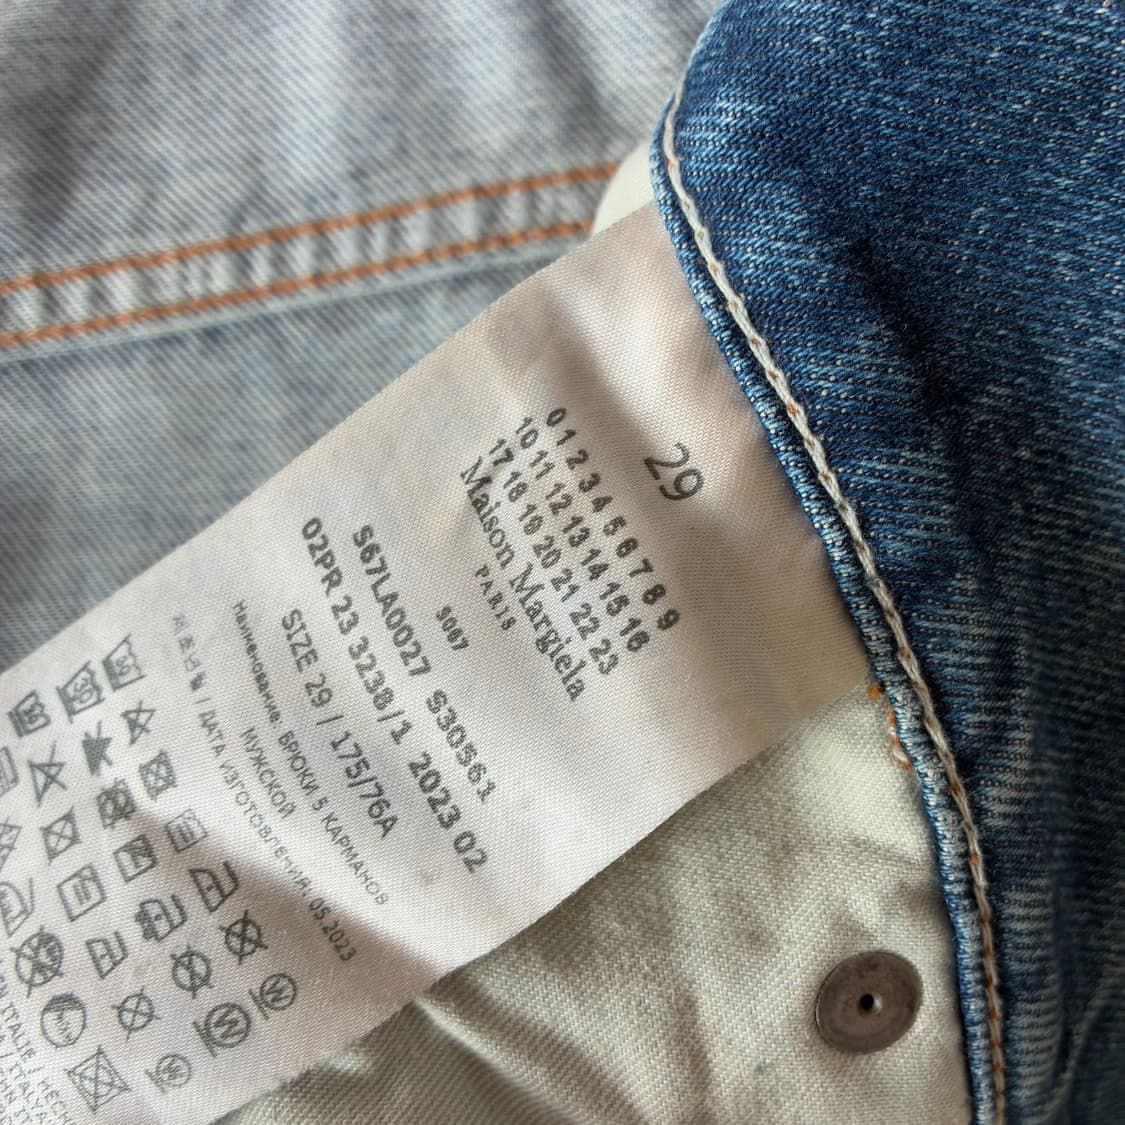 29
0 1 2 3 4 5 6 7 8 9
10 11 12 13 14 15 16
17 18 19 20 21 22 23
Maison Margiela
PARIS
S067
S67LA0027 S30561
02PR 23 3238/1 2023 02
SIZE 29 / 175/76A
Наименование: БРЮКИ 5 КАРМАНОВ
МУЖСКОЙ
/ ДАТА ИЗГОТОВЛЕНИЯ: 05.2023